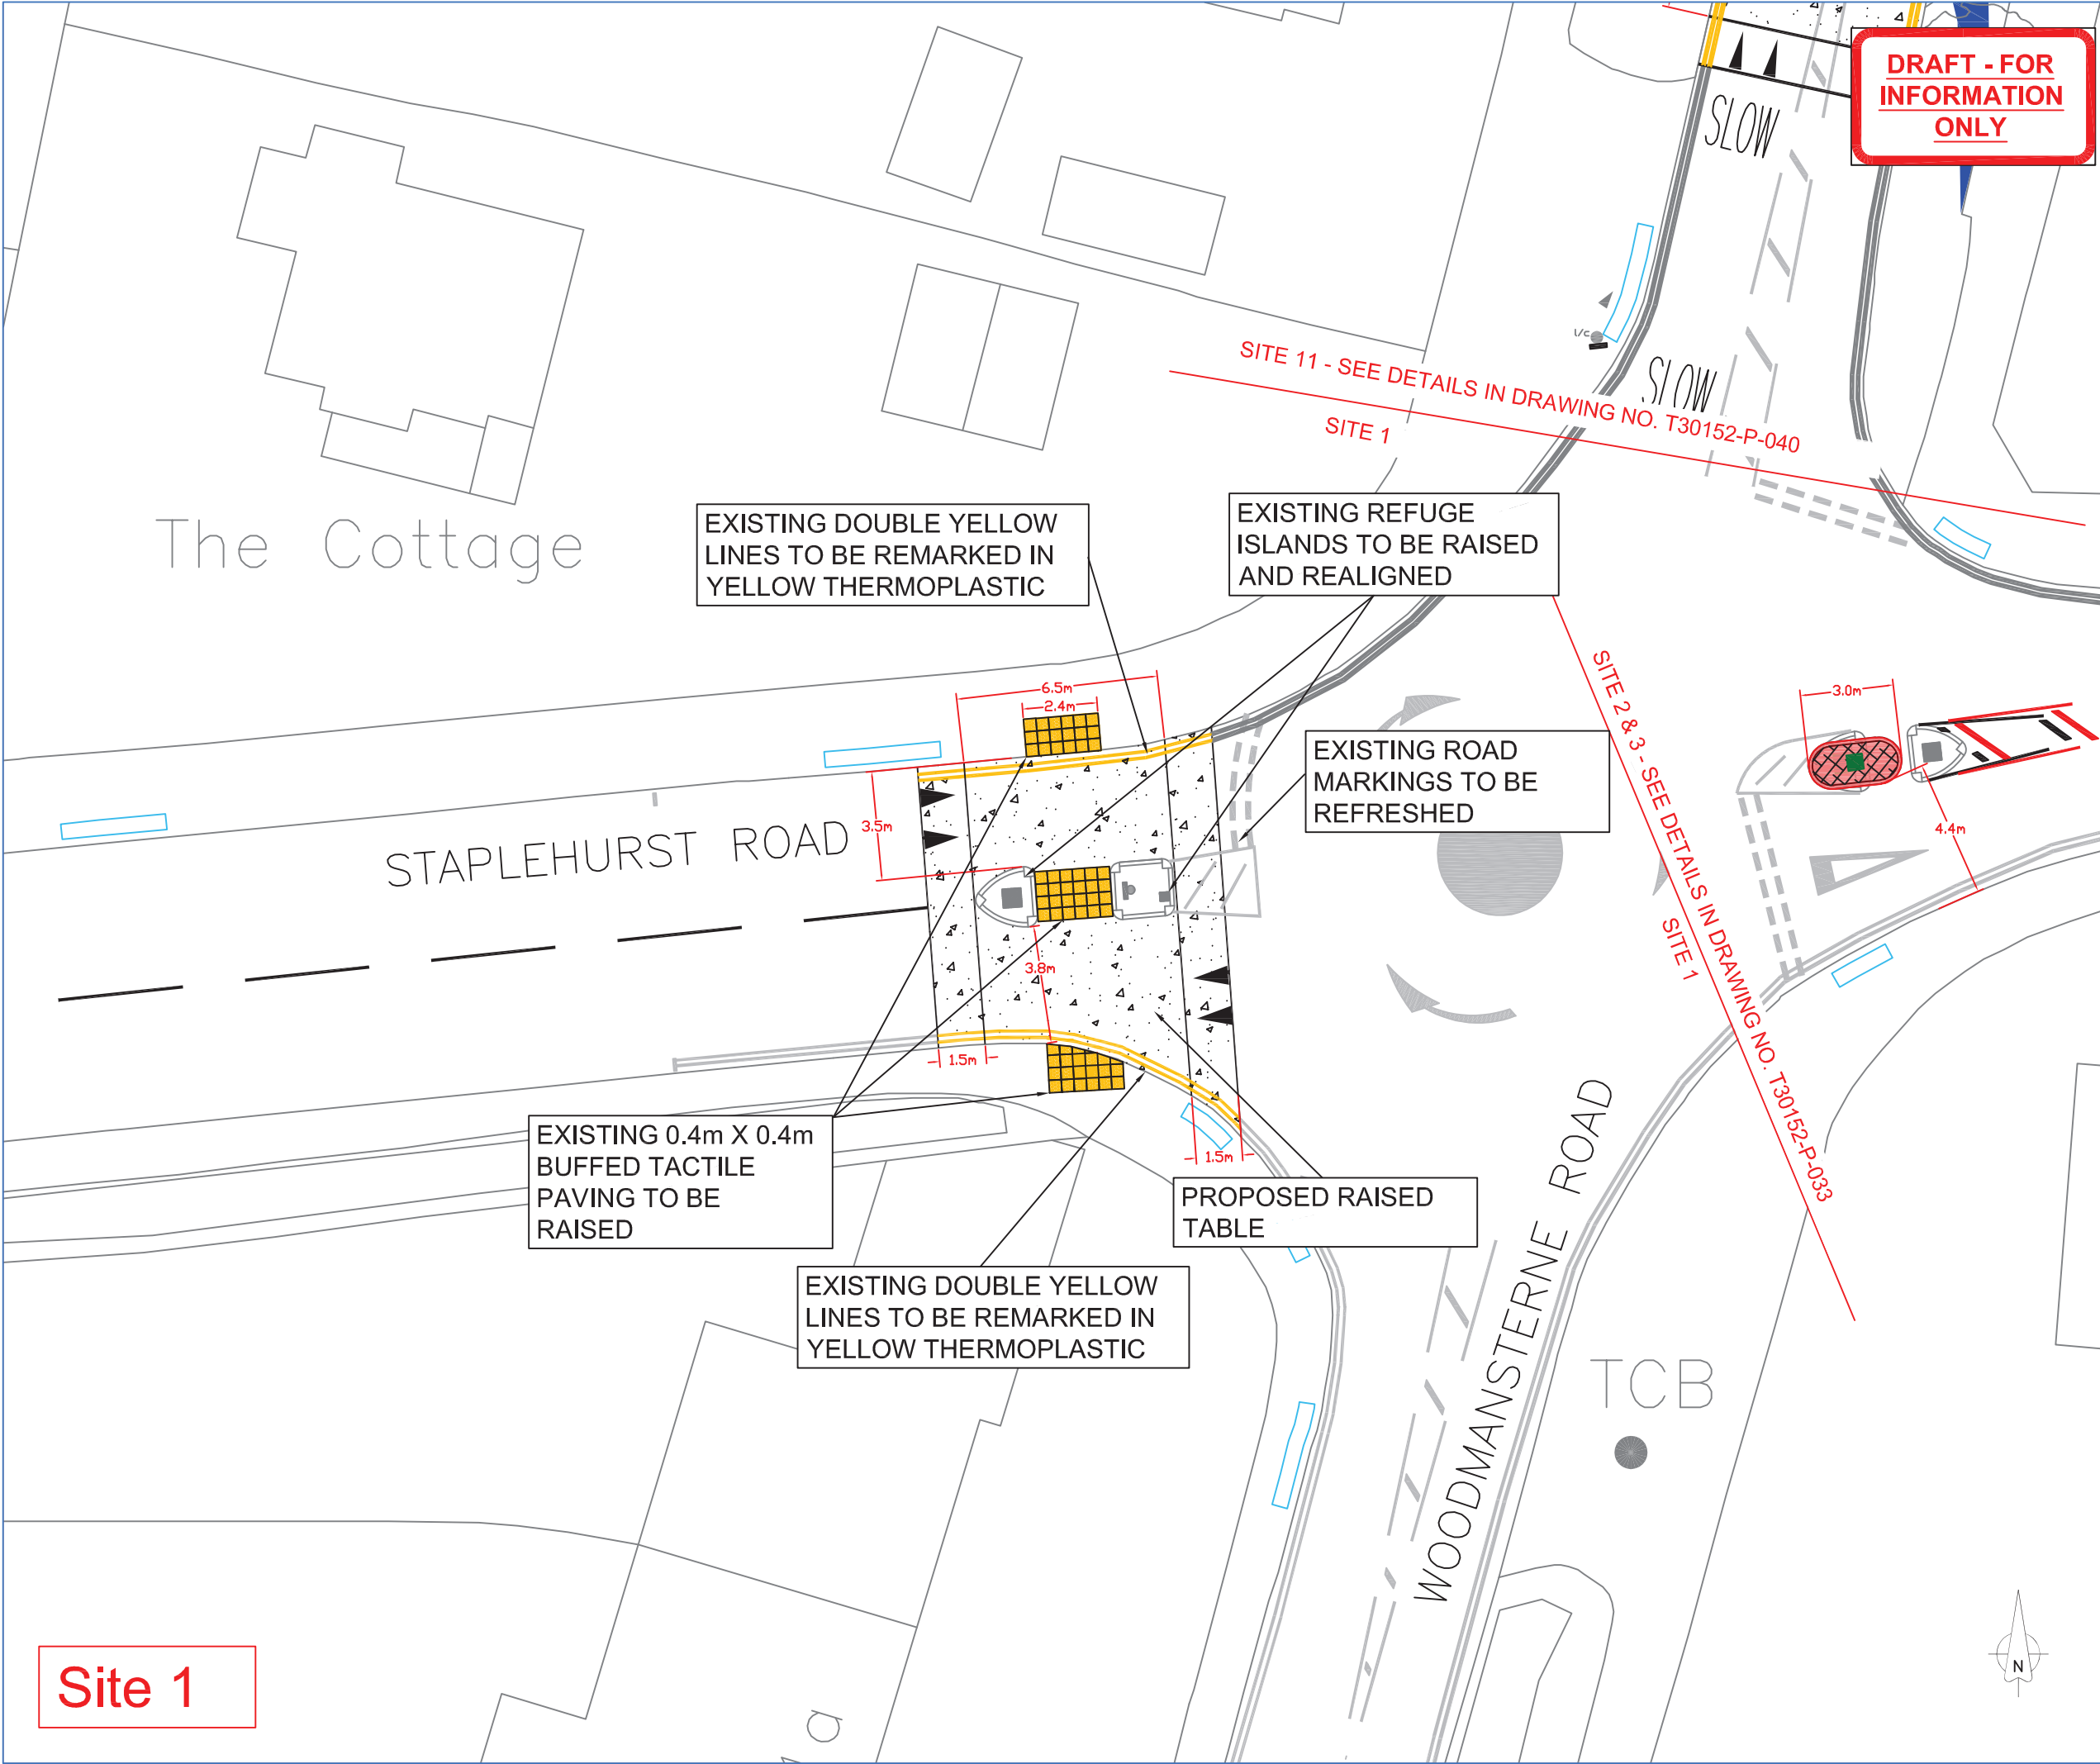 DRAFT - FOR
INFORMATION
ONLY
SLOW
I/C
SLOW
SITE 11 - SEE DETAILS IN DRAWING NO. T30152-P-040
SITE 1
The Cottage
EXISTING DOUBLE YELLOW
LINES TO BE REMARKED IN
YELLOW THERMOPLASTIC
EXISTING REFUGE
ISLANDS TO BE RAISED
AND REALIGNED
SITE 2 & 3 - SEE DETAILS IN DRAWING NO. T30152-P-033
SITE 1
6.5m
2.4m
3.0m
EXISTING ROAD
MARKINGS TO BE
REFRESHED
3.5m
4.4m
STAPLEHURST ROAD
3.8m
1.5m
1.5m
EXISTING 0.4m X 0.4m
BUFFED TACTILE
PAVING TO BE
RAISED
PROPOSED RAISED
TABLE
EXISTING DOUBLE YELLOW
LINES TO BE REMARKED IN
YELLOW THERMOPLASTIC
WOODMANSTERNE ROAD
TCB
Site 1
N